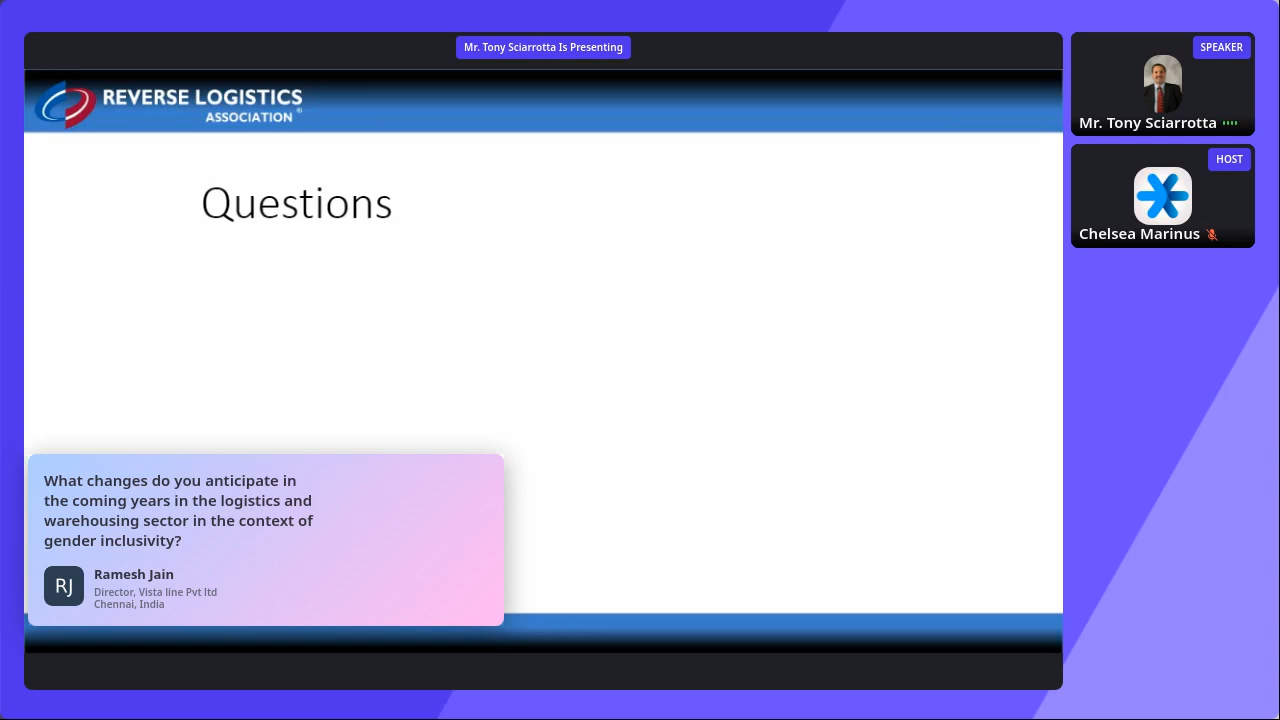 Mr. Tony Sciarrotta Is Presenting
REVERSE LOGISTICS
ASSOCIATION®
Questions
What changes do you anticipate in
the coming years in the logistics and
warehousing sector in the context of
gender inclusivity?
RJ
Ramesh Jain
Director, Vista line Pvt ltd
Chennai, India
SPEAKER
Mr. Tony Sciarrotta
HOST
Chelsea Marinus